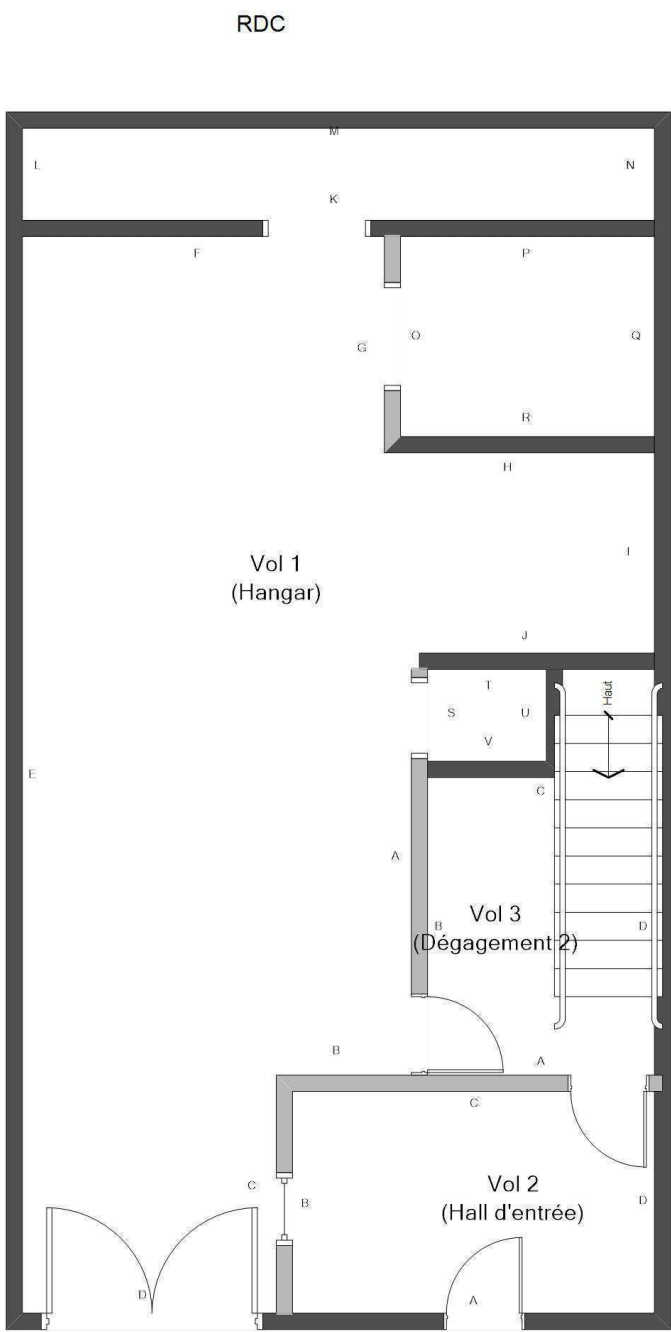 RDC
M
L
N
K
F
P
G
O
Q
R
H
I
Vol 1
(Hangar)
J
T
Haut
S
U
V
E
C
A
Vol 3
B
D
(Dégagement 2)
B
A
C
C
Vol 2
B
D
(Hall d'entrée)
D
A